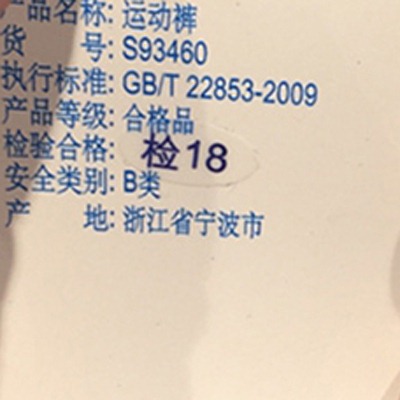 产品名称: 运动裤
货 号: S93460
执行标准: GB/T 22853-2009
产品等级: 合格品
检验合格: 检18
安全类别: B类
产 地: 浙江省宁波市